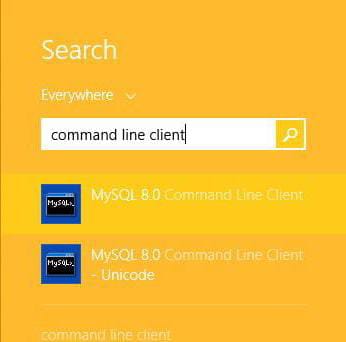 Search
Everywhere
command line client
MySQL 8.0 Command Line Client
MySQL 8.0 Command Line Client
- Unicode
command line client